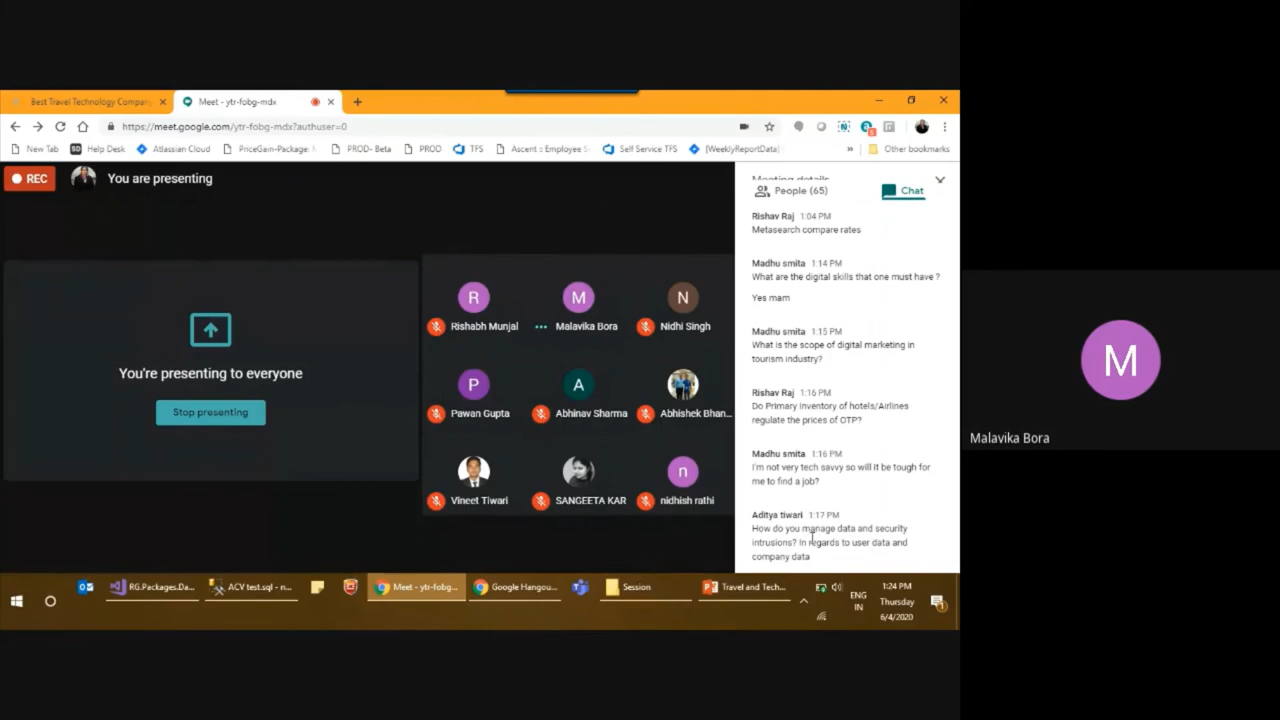 Best Travel Technology Company
Meet - ytr-fobg-mdx
https://meet.google.com/ytr-fobg-mdx?authuser=0
New Tab
SD Help Desk
Atlassian Cloud
PriceGain-Package:
PROD- Beta
PROD
TFS
Ascent :: Employee S
Self Service TFS
(WeeklyReportData)
»
Other bookmarks
REC
You are presenting
You're presenting to everyone
Stop presenting
R
Rishabh Munjal
M
Malavika Bora
N
Nidhi Singh
P
Pawan Gupta
A
Abhinav Sharma
Abhishek Bhan...
Vineet Tiwari
SANGEETA KAR
n
nidhish rathi
Meeting details
People (65)
Chat
Rishav Raj 1:04 PM
Metasearch compare rates
Madhu smita 1:14 PM
What are the digital skills that one must have ?
Yes mam
Madhu smita 1:15 PM
What is the scope of digital marketing in
tourism industry?
Rishav Raj 1:16 PM
Do Primary Inventory of hotels/Airlines
regulate the prices of OTP?
Madhu smita 1:16 PM
I'm not very tech savvy so will it be tough for
me to find a job?
Aditya tiwari 1:17 PM
How do you manage data and security
intrusions? In regards to user data and
company data
M
Malavika Bora
RG.Packages.Da...
ACV test.sql - n...
Meet - ytr-fobg...
Google Hangou...
Session
Travel and Tech...
ENG
IN
1:24 PM
Thursday
6/4/2020
1